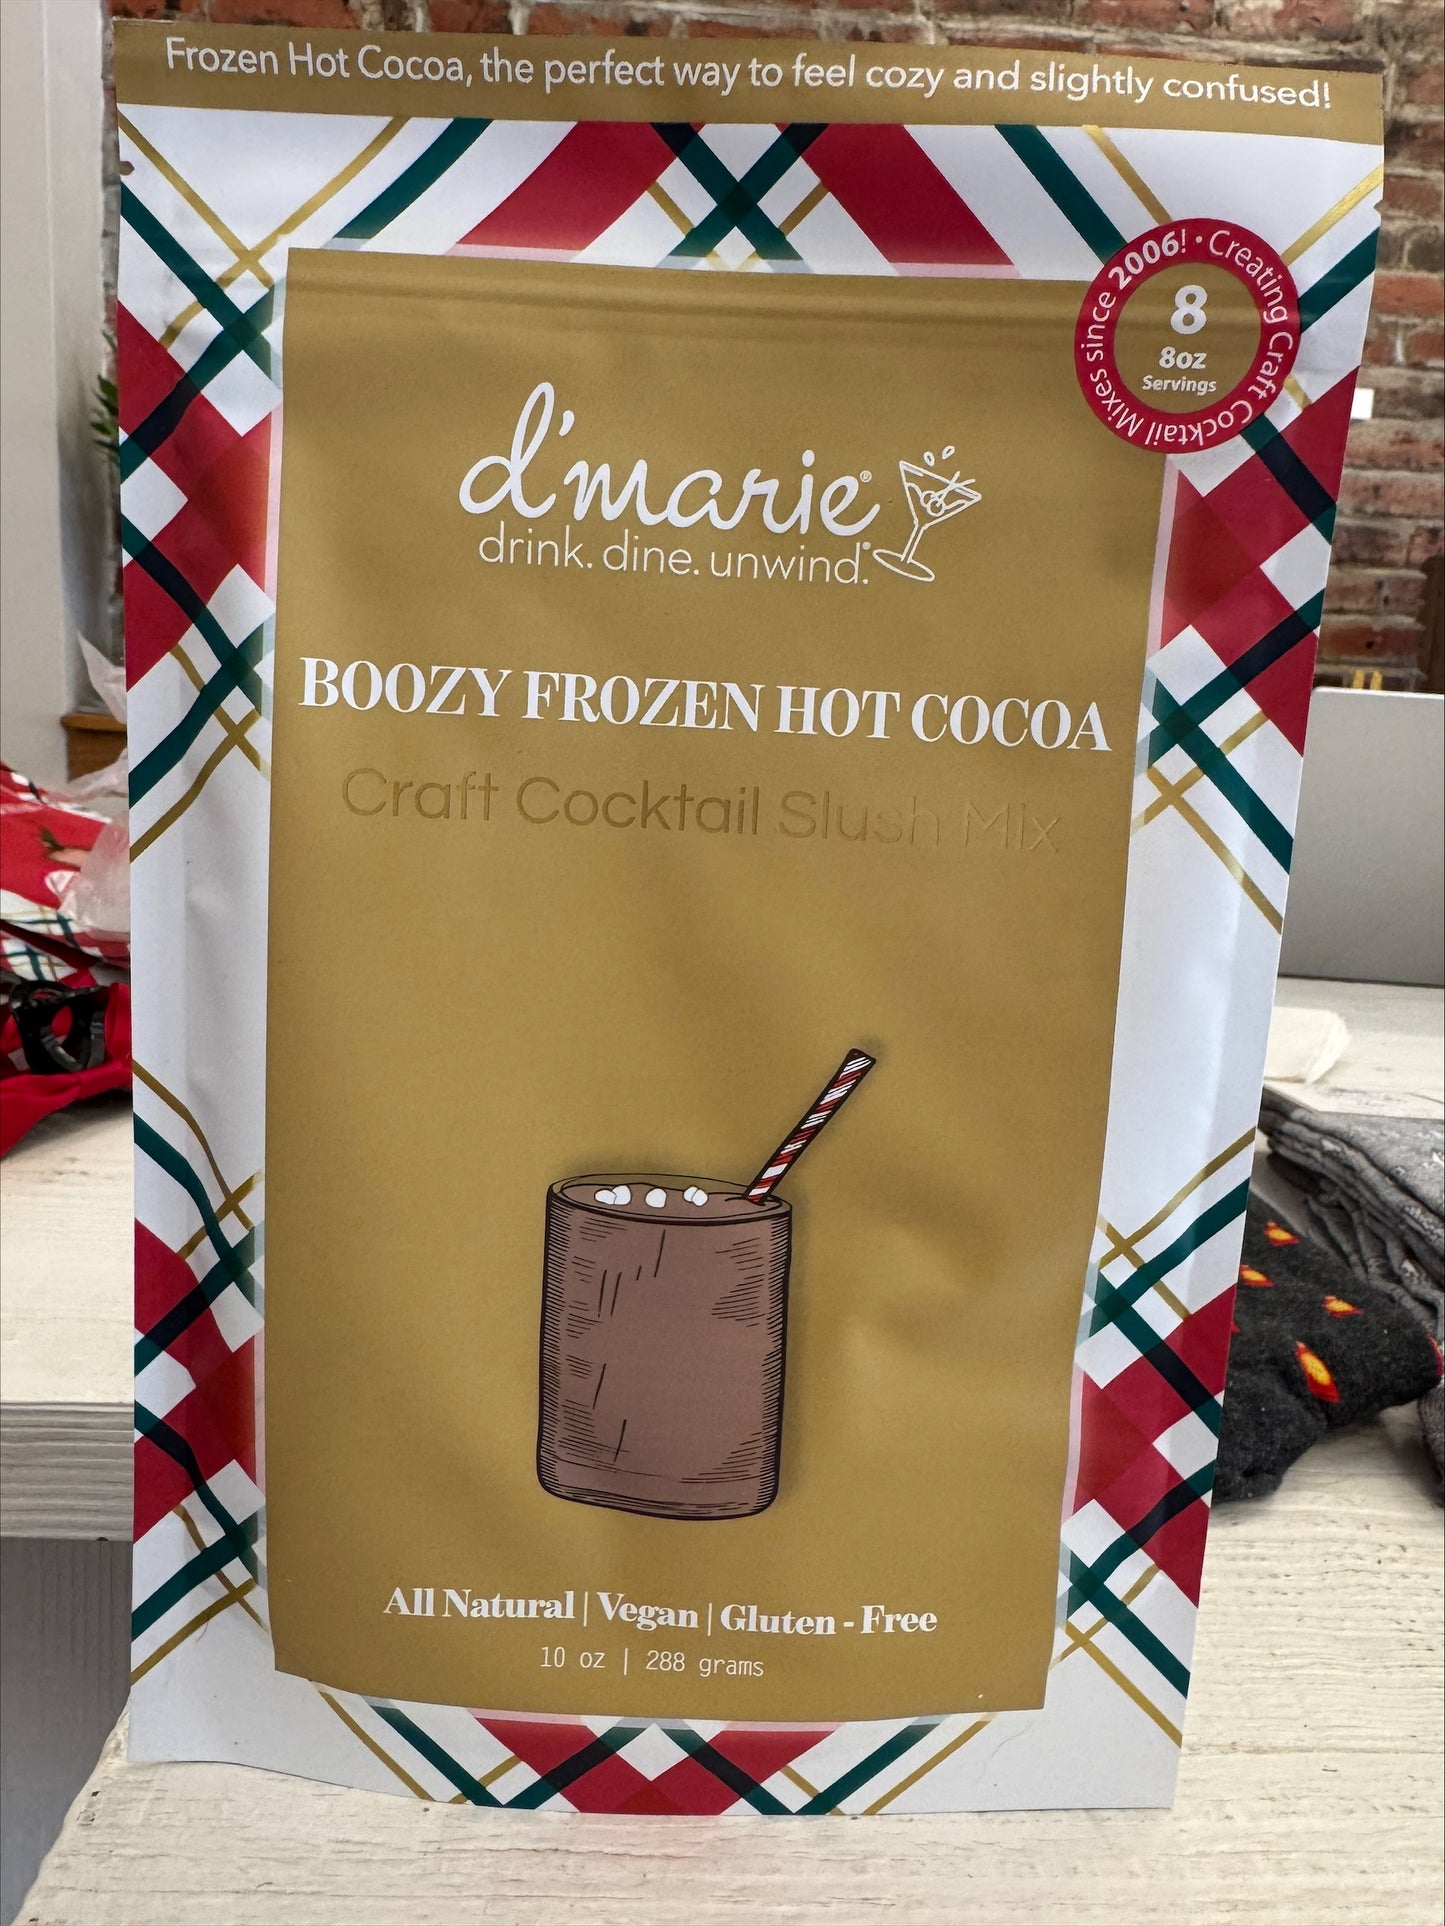 Frozen Hot Cocoa, the perfect way to feel cozy and slightly confused!
Creating Craft Cocktail Mixes since 2006! •
8
8oz
Servings
d'marie®
drink. dine. unwind.®
BOOZY FROZEN HOT COCOA
Craft Cocktail Slush Mix
All Natural | Vegan | Gluten - Free
10 oz | 288 grams